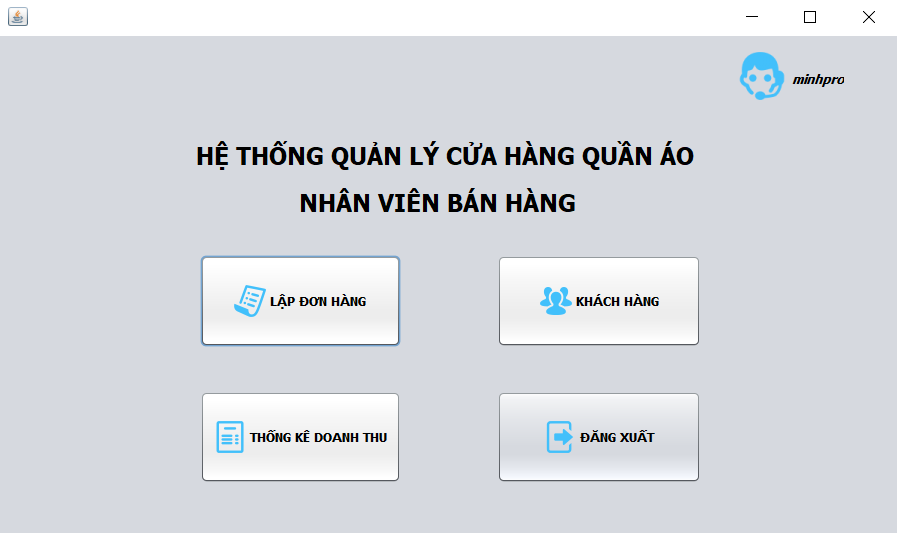 minhpro
HỆ THỐNG QUẢN LÝ CỬA HÀNG QUẦN ÁO
NHÂN VIÊN BÁN HÀNG
LẬP ĐƠN HÀNG
KHÁCH HÀNG
THỐNG KÊ DOANH THU
ĐĂNG XUẤT